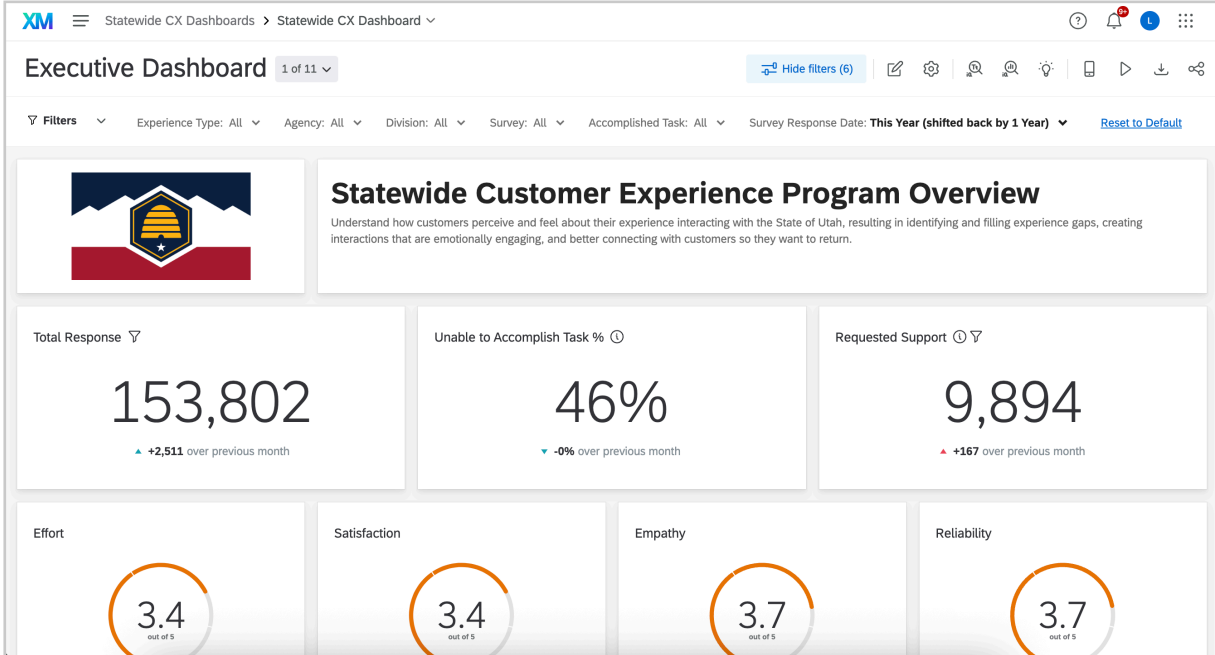 XM Statewide CX Dashboards > Statewide CX Dashboard
? 9+ L
Executive Dashboard 1 of 11 Hide filters (6)
Filters Experience Type: All Agency: All Division: All Survey: All Accomplished Task: All Survey Response Date: This Year (shifted back by 1 Year) Reset to Default
Statewide Customer Experience Program Overview
Understand how customers perceive and feel about their experience interacting with the State of Utah, resulting in identifying and filling experience gaps, creating
interactions that are emotionally engaging, and better connecting with customers so they want to return.
Total Response
153,802
+2,511 over previous month
Unable to Accomplish Task %
46%
-0% over previous month
Requested Support
9,894
+167 over previous month
Effort
3.4
out of 5
Satisfaction
3.4
out of 5
Empathy
3.7
out of 5
Reliability
3.7
out of 5